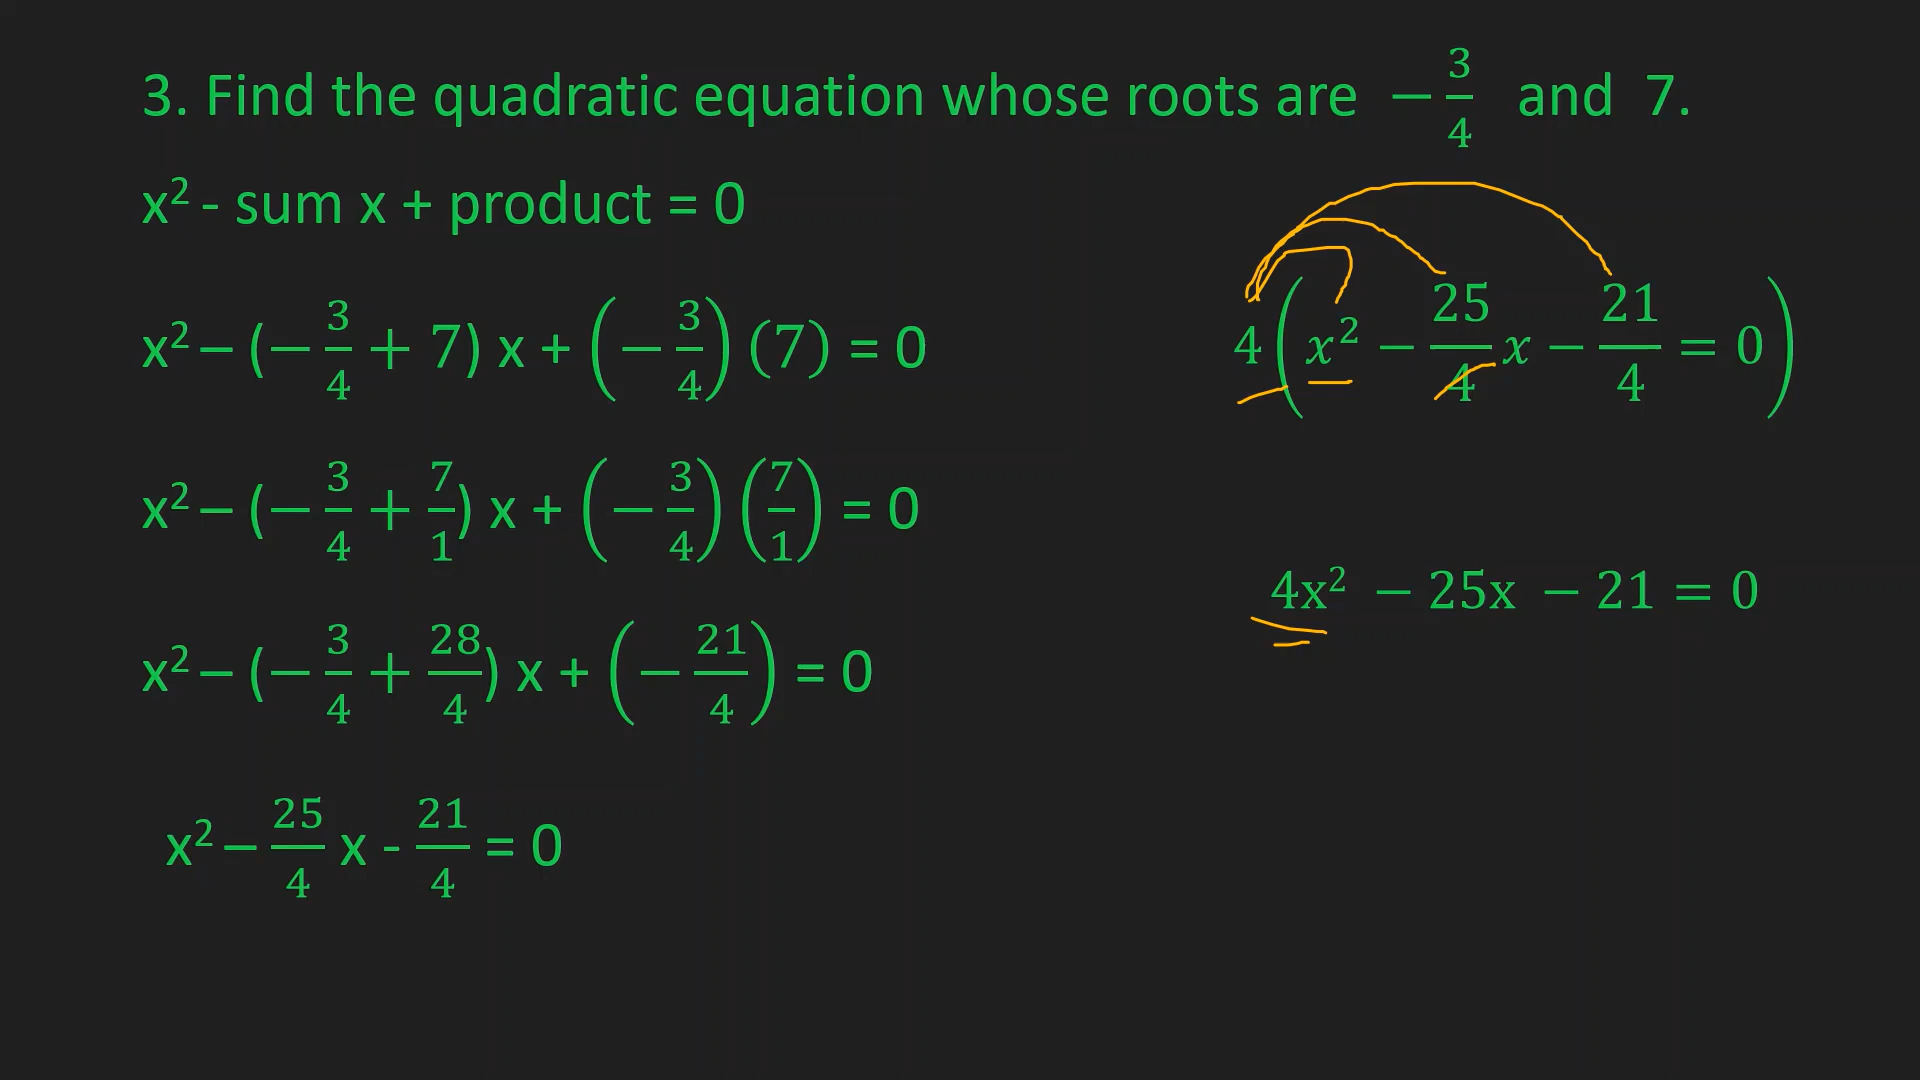 3. Find the quadratic equation whose roots are −3/4 and 7.
x² - sum x + product = 0
x² – (−3/4 + 7) x + (−3/4)(7) = 0
x² – (−3/4 + 7/1) x + (−3/4)(7/1) = 0
x² – (−3/4 + 28/4) x + (−21/4) = 0
x² – 25/4 x - 21/4 = 0
4(x² − 25/4 x − 21/4 = 0)
4x² − 25x − 21 = 0